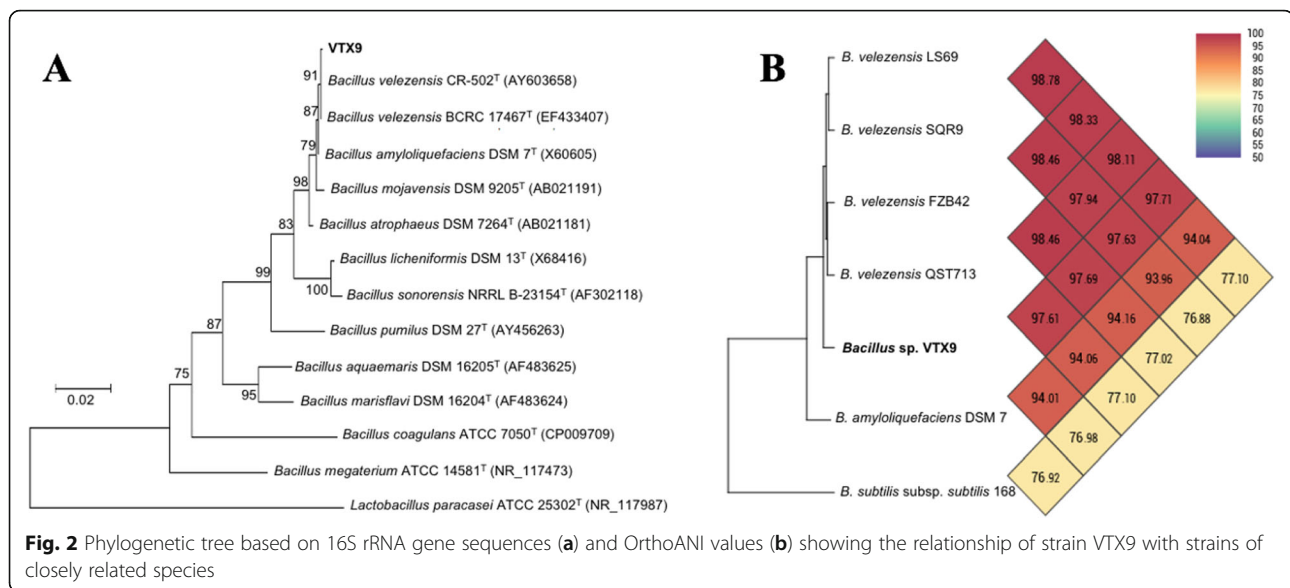 A
VTX9
91
Bacillus velezensis CR-502ᵀ (AY603658)
87
Bacillus velezensis BCRC 17467ᵀ (EF433407)
79
Bacillus amyloliquefaciens DSM 7ᵀ (X60605)
98
Bacillus mojavensis DSM 9205ᵀ (AB021191)
83
Bacillus atrophaeus DSM 7264ᵀ (AB021181)
99
Bacillus licheniformis DSM 13ᵀ (X68416)
100
Bacillus sonorensis NRRL B-23154ᵀ (AF302118)
87
Bacillus pumilus DSM 27ᵀ (AY456263)
75
Bacillus aquaemaris DSM 16205ᵀ (AF483625)
95
Bacillus marisflavi DSM 16204ᵀ (AF483624)
0.02
Bacillus coagulans ATCC 7050ᵀ (CP009709)
Bacillus megaterium ATCC 14581ᵀ (NR_117473)
Lactobacillus paracasei ATCC 25302ᵀ (NR_117987)
B
B. velezensis LS69
B. velezensis SQR9
B. velezensis FZB42
B. velezensis QST713
Bacillus sp. VTX9
B. amyloliquefaciens DSM 7
B. subtilis subsp. subtilis 168
98.78
98.33
98.46
98.11
97.94
97.71
98.46
97.63
94.04
97.69
93.96
77.10
97.61
94.16
76.88
94.06
77.02
94.01
77.10
76.98
76.92
100
95
90
85
80
75
70
65
60
55
50
Fig. 2 Phylogenetic tree based on 16S rRNA gene sequences (a) and OrthoANI values (b) showing the relationship of strain VTX9 with strains of
closely related species